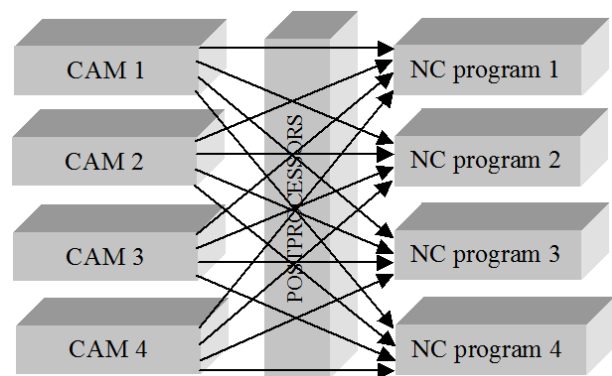 CAM 1
CAM 2
CAM 3
CAM 4
POSTPROCESSORS
NC program 1
NC program 2
NC program 3
NC program 4